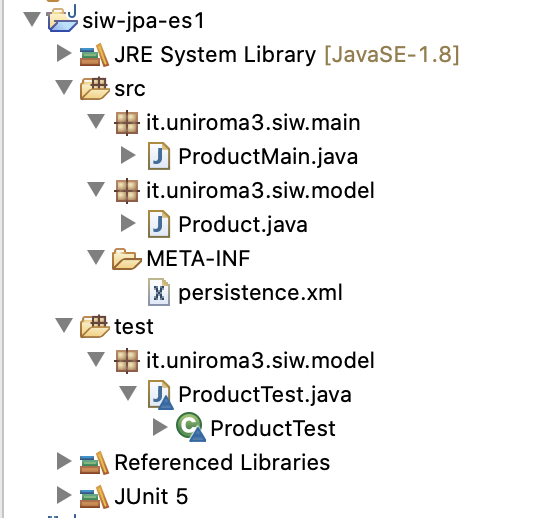 siw-jpa-es1
JRE System Library [JavaSE-1.8]
src
it.uniroma3.siw.main
ProductMain.java
it.uniroma3.siw.model
Product.java
META-INF
persistence.xml
test
it.uniroma3.siw.model
ProductTest.java
ProductTest
Referenced Libraries
JUnit 5